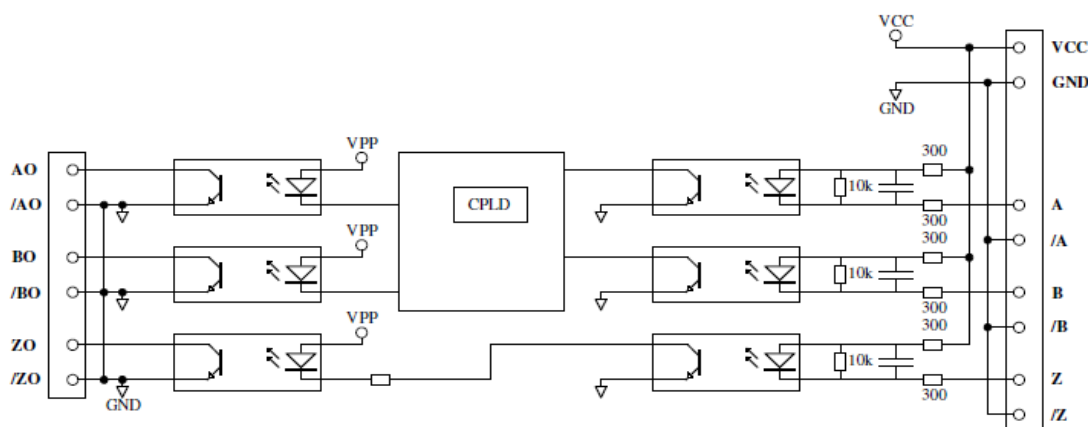 VCC
VCC
GND
GND
VPP
300
AO
10k
/AO
CPLD
A
300
VPP
300
/A
BO
10k
/BO
B
300
VPP
300
/B
ZO
10k
/ZO
Z
GND
300
/Z